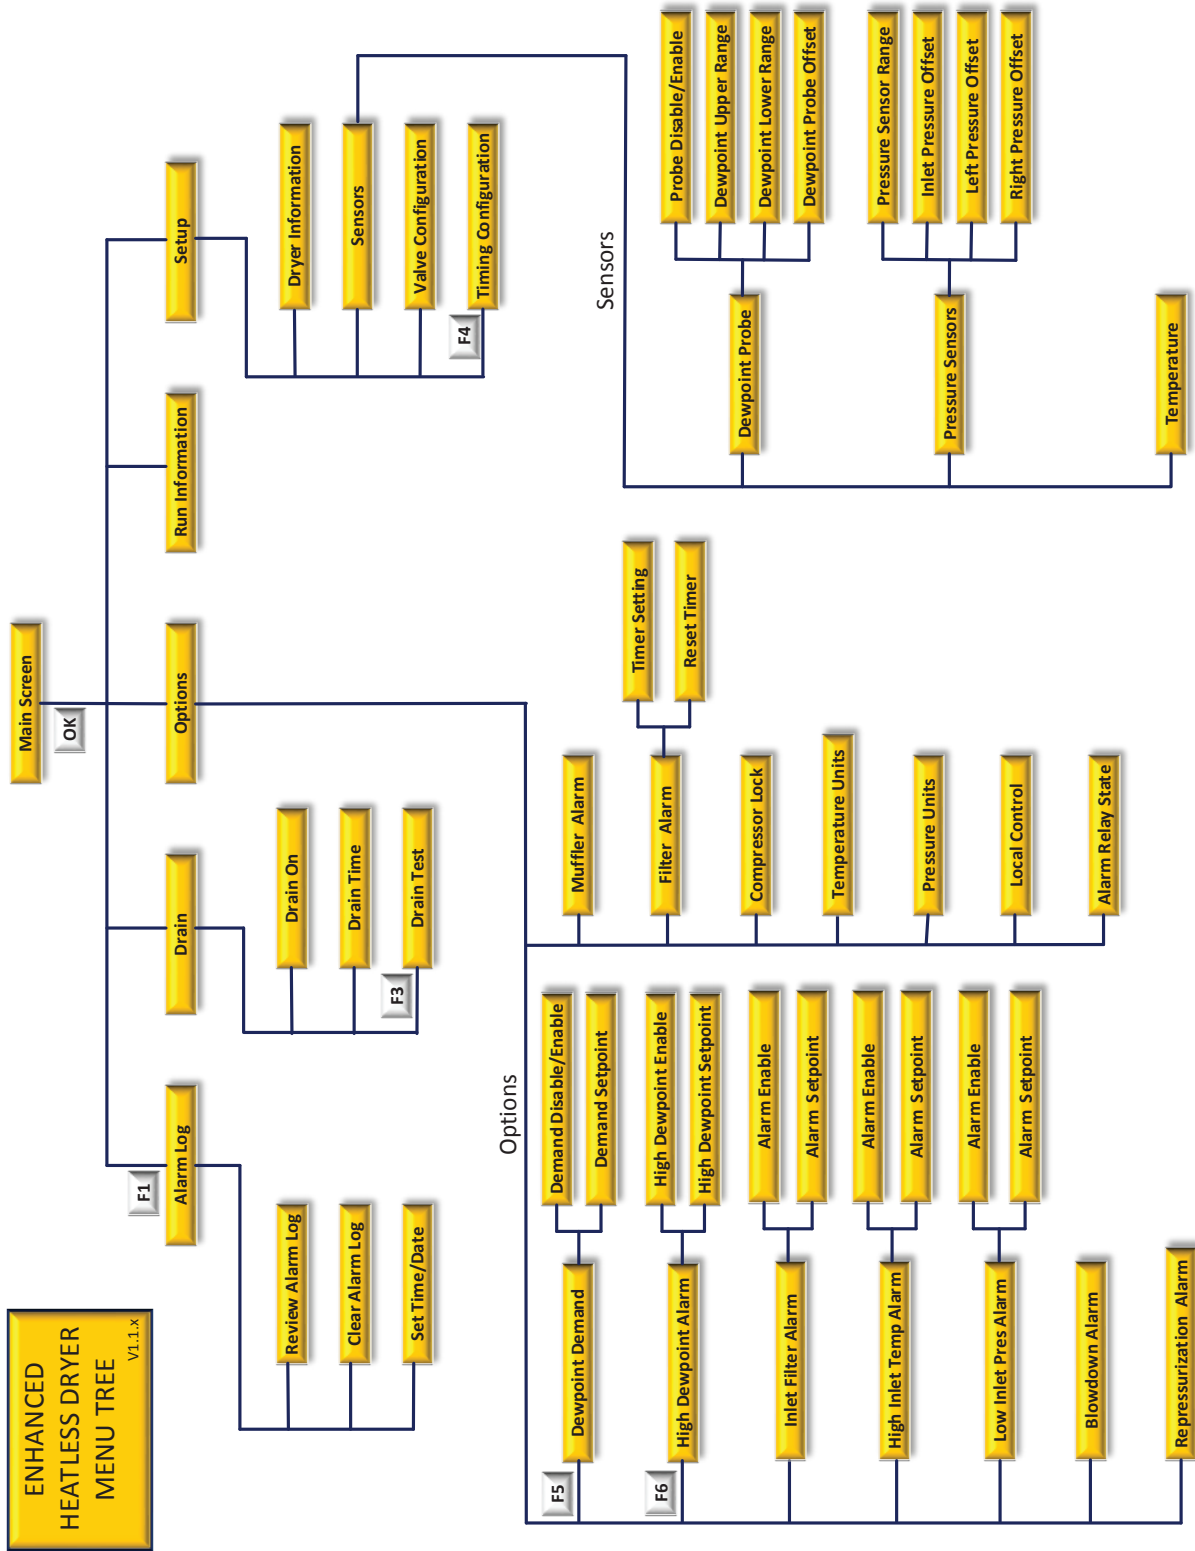 ENHANCED
HEATLESS DRYER
MENU TREE
V1.1.x
Main Screen
OK
F1
Alarm Log
Drain
Options
Run Information
Setup
Review Alarm Log
Clear Alarm Log
Set Time/Date
Drain On
Drain Time
F3
Drain Test
Dryer Information
Sensors
Valve Configuration
F4
Timing Configuration
Options
F5
Dewpoint Demand
Demand Disable/Enable
Demand Setpoint
F6
High Dewpoint Alarm
High Dewpoint Enable
High Dewpoint Setpoint
Inlet Filter Alarm
Alarm Enable
Alarm Setpoint
High Inlet Temp Alarm
Alarm Enable
Alarm Setpoint
Low Inlet Pres Alarm
Alarm Enable
Alarm Setpoint
Blowdown Alarm
Repressurization Alarm
Muffler Alarm
Filter Alarm
Timer Setting
Reset Timer
Compressor Lock
Temperature Units
Pressure Units
Local Control
Alarm Relay State
Sensors
Dewpoint Probe
Probe Disable/Enable
Dewpoint Upper Range
Dewpoint Lower Range
Dewpoint Probe Offset
Pressure Sensors
Pressure Sensor Range
Inlet Pressure Offset
Left Pressure Offset
Right Pressure Offset
Temperature